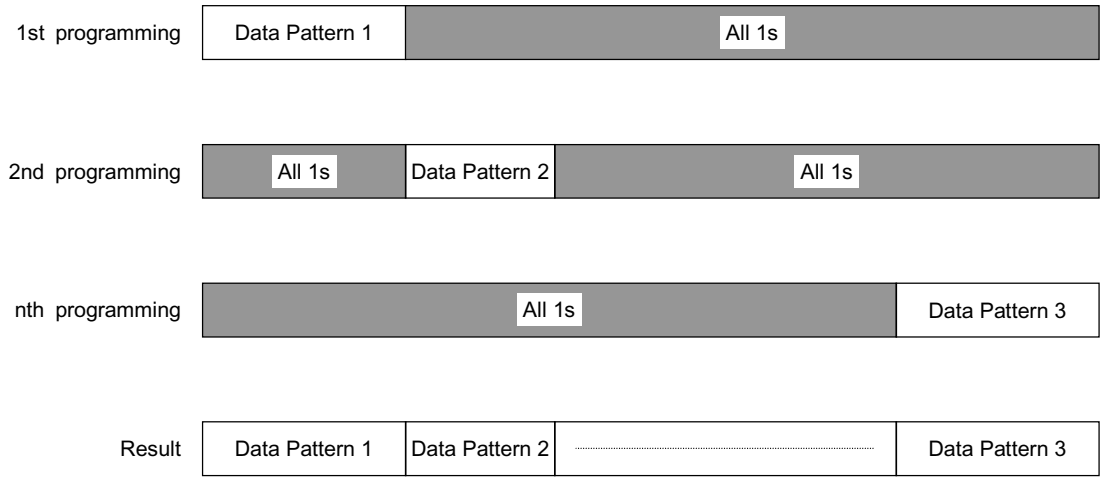 1st programming Data Pattern 1 All 1s
2nd programming All 1s Data Pattern 2 All 1s
nth programming All 1s Data Pattern 3
Result Data Pattern 1 Data Pattern 2 Data Pattern 3